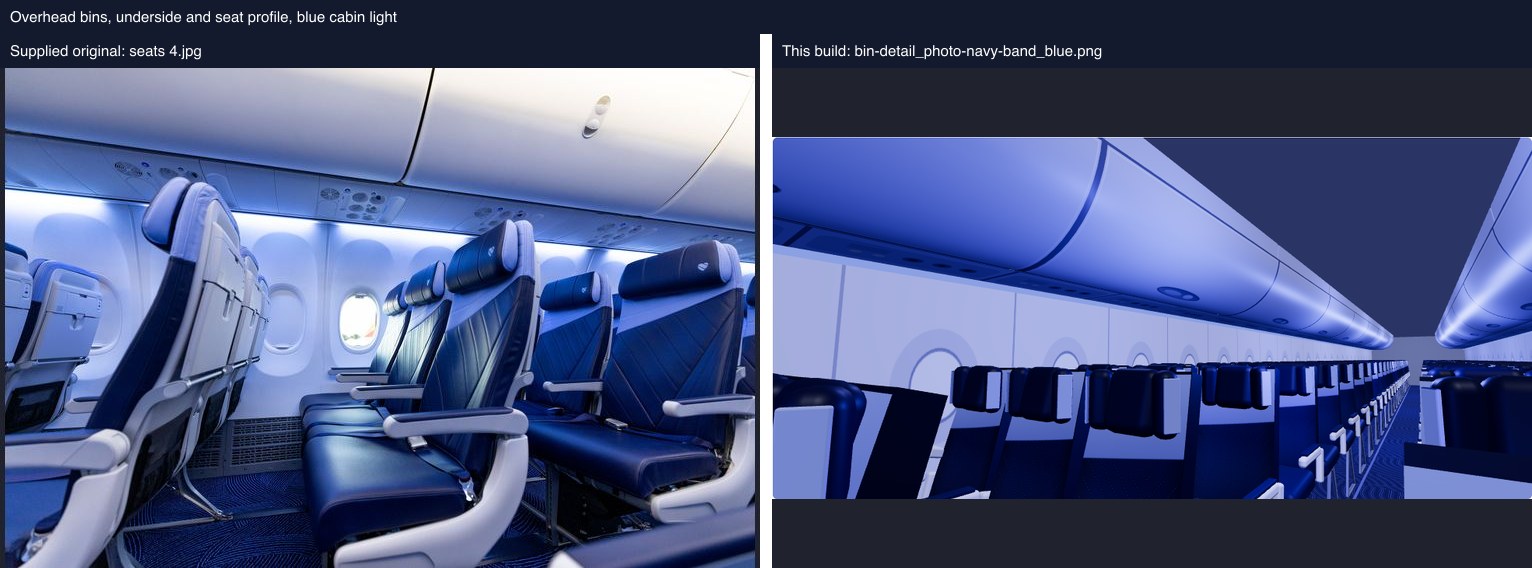 Overhead bins, underside and seat profile, blue cabin light
Supplied original: seats 4.jpg
This build: bin-detail_photo-navy-band_blue.png